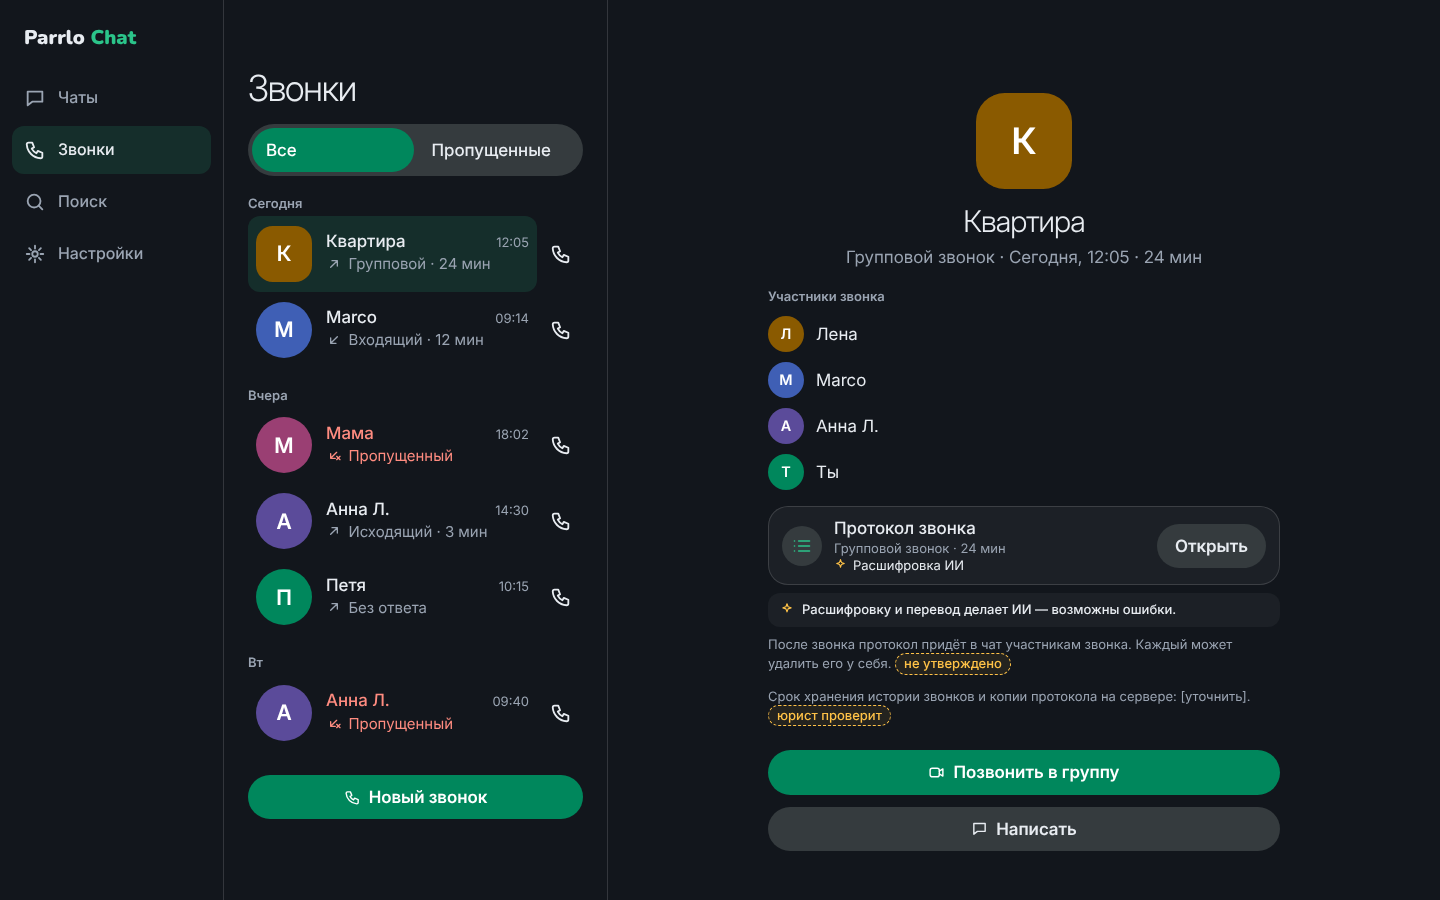 Parrlo Chat
Чаты
Звонки
Поиск
Настройки
Звонки
Все
Пропущенные
Сегодня
К
Квартира
12:05
Групповой · 24 мин
M
Marco
09:14
Входящий · 12 мин
Вчера
М
Мама
18:02
Пропущенный
А
Анна Л.
14:30
Исходящий · 3 мин
П
Петя
10:15
Без ответа
Вт
А
Анна Л.
09:40
Пропущенный
Новый звонок
К
Квартира
Групповой звонок · Сегодня, 12:05 · 24 мин
Участники звонка
Л
Лена
M
Marco
А
Анна Л.
Т
Ты
Протокол звонка
Групповой звонок · 24 мин
Расшифровка ИИ
Открыть
Расшифровку и перевод делает ИИ — возможны ошибки.
После звонка протокол придёт в чат участникам звонка. Каждый может
удалить его у себя. не утверждено
Срок хранения истории звонков и копии протокола на сервере: [уточнить].
юрист проверит
Позвонить в группу
Написать